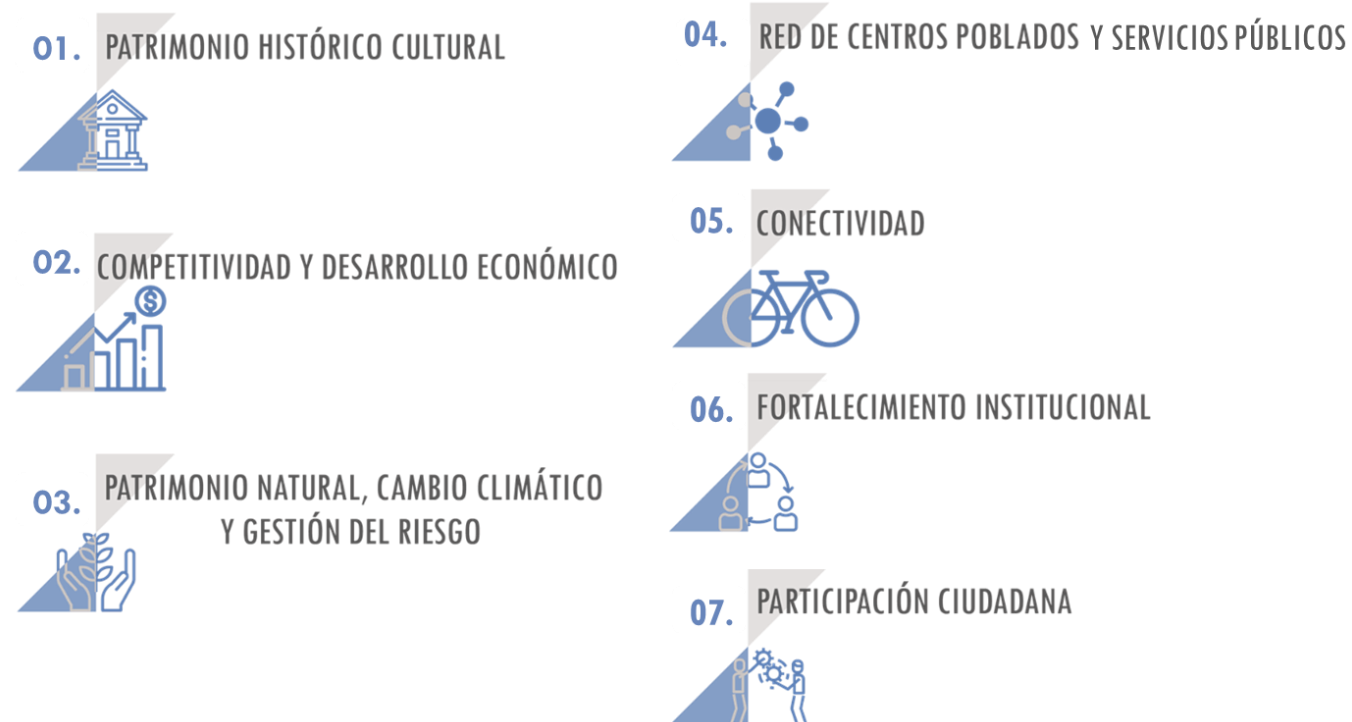 01. PATRIMONIO HISTÓRICO CULTURAL
02. COMPETITIVIDAD Y DESARROLLO ECONÓMICO
$
03. PATRIMONIO NATURAL, CAMBIO CLIMÁTICO
Y GESTIÓN DEL RIESGO
04. RED DE CENTROS POBLADOS Y SERVICIOS PÚBLICOS
05. CONECTIVIDAD
06. FORTALECIMIENTO INSTITUCIONAL
07. PARTICIPACIÓN CIUDADANA